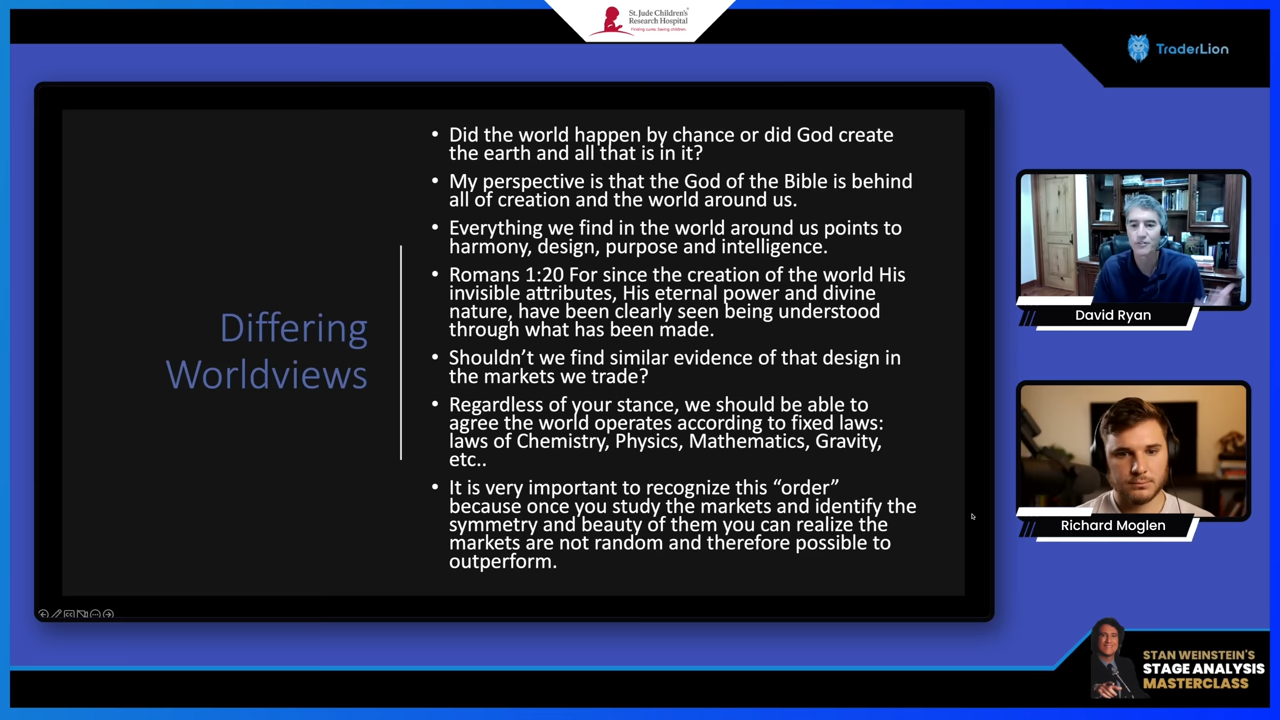 St. Jude Children's
Research Hospital
Finding cures. Saving children.
TraderLion
Differing
Worldviews
• Did the world happen by chance or did God create
the earth and all that is in it?
• My perspective is that the God of the Bible is behind
all of creation and the world around us.
• Everything we find in the world around us points to
harmony, design, purpose and intelligence.
• Romans 1:20 For since the creation of the world His
invisible attributes, His eternal power and divine
nature, have been clearly seen being understood
through what has been made.
• Shouldn’t we find similar evidence of that design in
the markets we trade?
• Regardless of your stance, we should be able to
agree the world operates according to fixed laws:
laws of Chemistry, Physics, Mathematics, Gravity,
etc..
• It is very important to recognize this “order”
because once you study the markets and identify the
symmetry and beauty of them you can realize the
markets are not random and therefore possible to
outperform.
David Ryan
Richard Moglen
STAN WEINSTEIN'S
STAGE ANALYSIS
MASTERCLASS